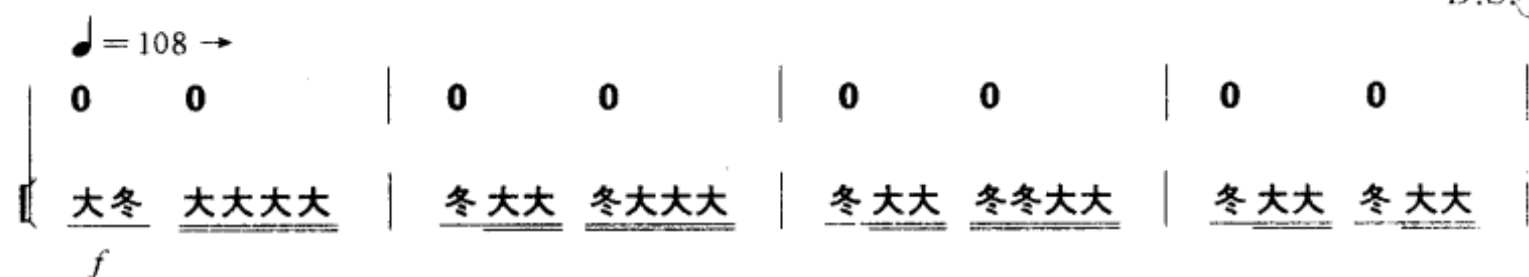 ♩= 108 →
0 0 | 0 0 | 0 0 | 0 0 |
大冬 大大大大 | 冬大大 冬大大大 | 冬大大 冬冬大大 | 冬大大 冬大大 |
f